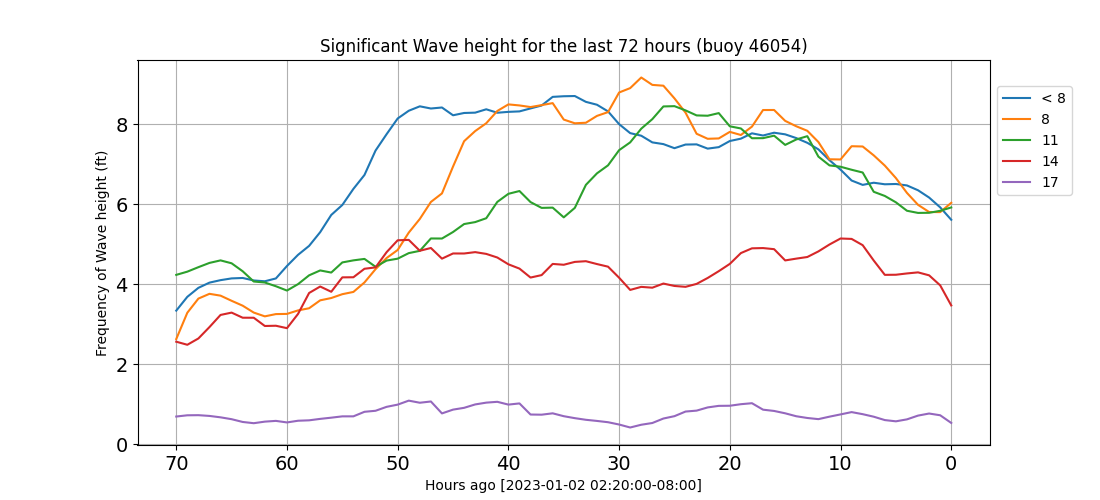 Significant Wave height for the last 72 hours (buoy 46054)
Frequency of Wave height (ft)
8
6
4
2
0
70 60 50 40 30 20 10 0
Hours ago [2023-01-02 02:20:00-08:00]
< 8
8
11
14
17